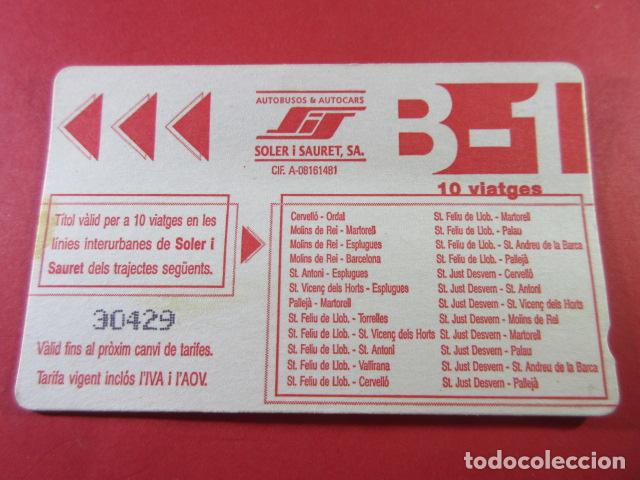 AUTOBUSOS & AUTOCARS
SiT
SOLER i SAURET, SA.
CIF. A-08161481
B-1
10 viatges
Títol vàlid per a 10 viatges en les
línies interurbanes de Soler i
Sauret dels trajectes següents.
30429
Vàlid fins al pròxim canvi de tarifes.
Tarifa vigent inclós l'IVA i l'AOV.
Cervelló - Ordal
Molins de Rei - Martorell
Molins de Rei - Esplugues
Molins de Rei - Barcelona
St. Antoni - Esplugues
St. Vicenç dels Horts - Esplugues
Pallejà - Martorell
St. Feliu de Llob. - Torrelles
St. Feliu de Llob. - St. Vicenç dels Horts
St. Feliu de Llob. - St. Antoni
St. Feliu de Llob. - Vallirana
St. Feliu de Llob. - Cervelló
St. Feliu de Llob. - Martorell
St. Feliu de Llob. - Palau
St. Feliu de Llob. - St. Andreu de la Barca
St. Feliu de Llob. - Pallejà
St. Just Desvern - Cervelló
St. Just Desvern - St. Antoni
St. Just Desvern - St. Vicenç dels Horts
St. Just Desvern - Molins de Rei
St. Just Desvern - Martorell
St. Just Desvern - Palau
St. Just Desvern - St. Andreu de la Barca
St. Just Desvern - Pallejà
todocoleccion.net